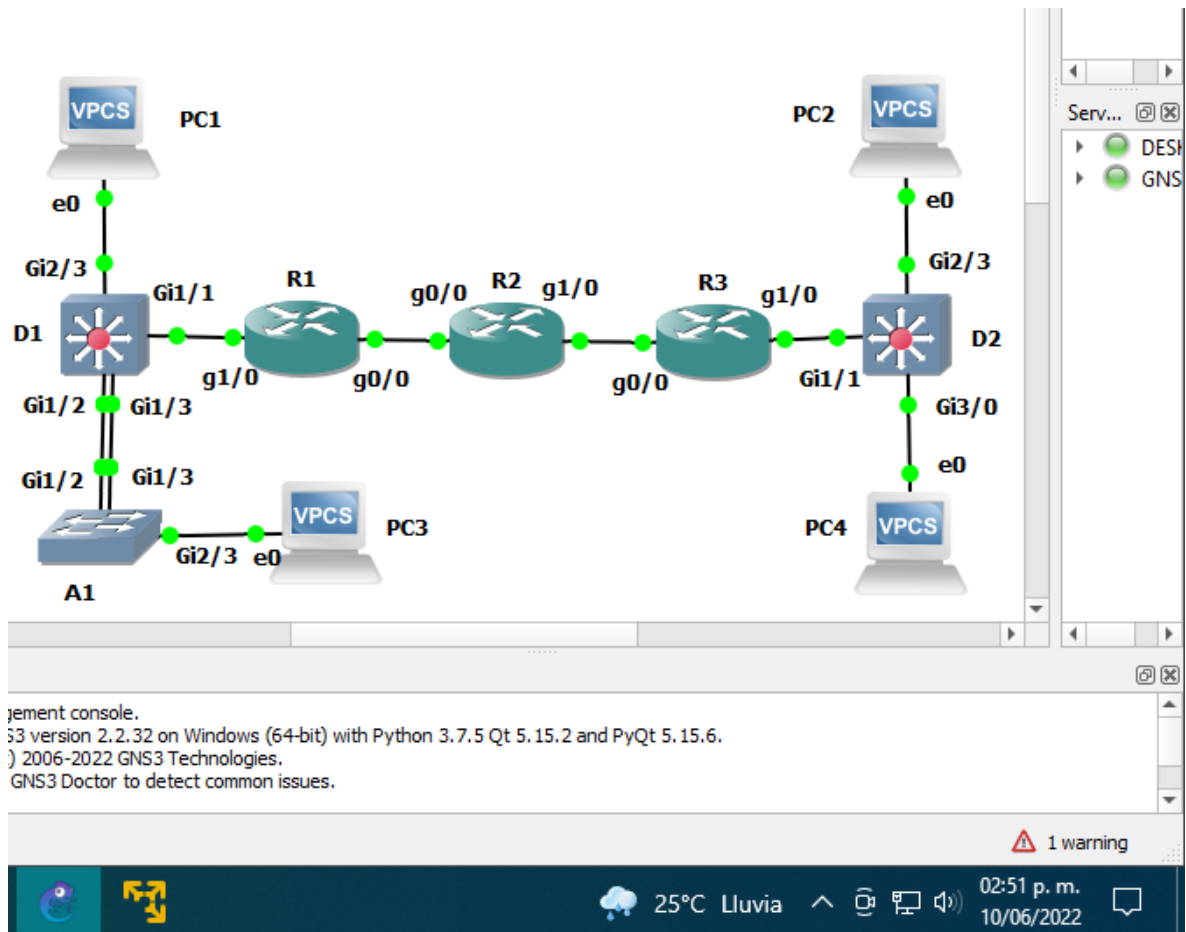 VPCS
PC1
PC2
VPCS
Serv...
DESK
GNS
e0
e0
Gi2/3
Gi2/3
Gi1/1
R1
g0/0
R2
g1/0
R3
g1/0
D1
D2
g1/0
g0/0
g0/0
Gi1/1
Gi1/2
Gi1/3
Gi3/0
Gi1/2
Gi1/3
e0
VPCS
PC3
PC4
VPCS
Gi2/3
e0
A1
gement console.
S3 version 2.2.32 on Windows (64-bit) with Python 3.7.5 Qt 5.15.2 and PyQt 5.15.6.
) 2006-2022 GNS3 Technologies.
GNS3 Doctor to detect common issues.
1 warning
25°C Lluvia
02:51 p. m.
10/06/2022